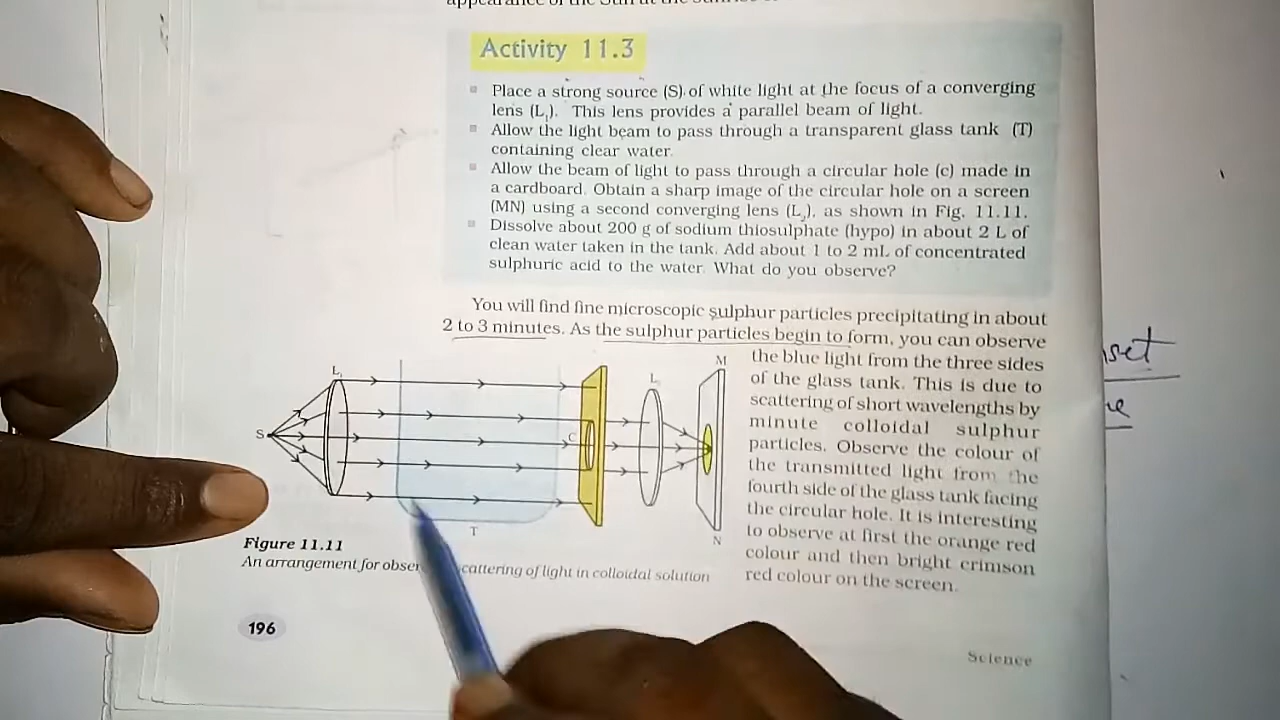 Activity 11.3
Place a strong source (S) of white light at the focus of a converging
lens (L1). This lens provides a parallel beam of light.
Allow the light beam to pass through a transparent glass tank (T)
containing clear water.
Allow the beam of light to pass through a circular hole (c) made in
a cardboard. Obtain a sharp image of the circular hole on a screen
(MN) using a second converging lens (L2), as shown in Fig. 11.11.
Dissolve about 200 g of sodium thiosulphate (hypo) in about 2 L of
clean water taken in the tank. Add about 1 to 2 mL of concentrated
sulphuric acid to the water. What do you observe?
You will find fine microscopic sulphur particles precipitating in about
2 to 3 minutes. As the sulphur particles begin to form, you can observe
the blue light from the three sides
of the glass tank. This is due to
scattering of short wavelengths by
minute colloidal sulphur
particles. Observe the colour of
the transmitted light from the
fourth side of the glass tank facing
the circular hole. It is interesting
to observe at first the orange red
colour and then bright crimson
red colour on the screen.
L1
L
M
S
C
T
N
Figure 11.11
An arrangement for obser cattering of light in colloidal solution
196
Science
set